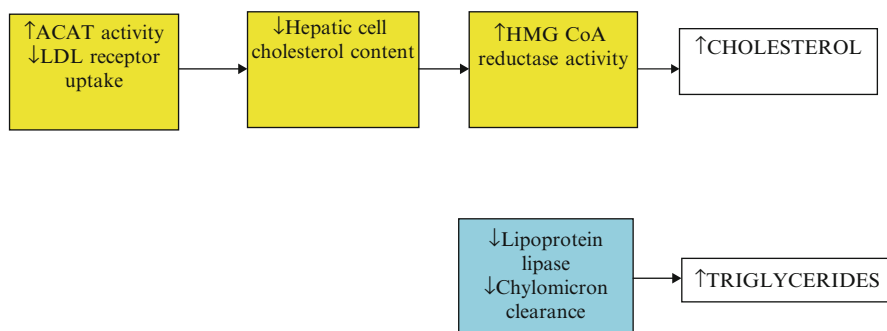 ↑ACAT activity
↓LDL receptor
uptake
↓Hepatic cell
cholesterol content
↑HMG CoA
reductase activity
↑CHOLESTEROL
↓Lipoprotein
lipase
↓Chylomicron
clearance
↑TRIGLYCERIDES